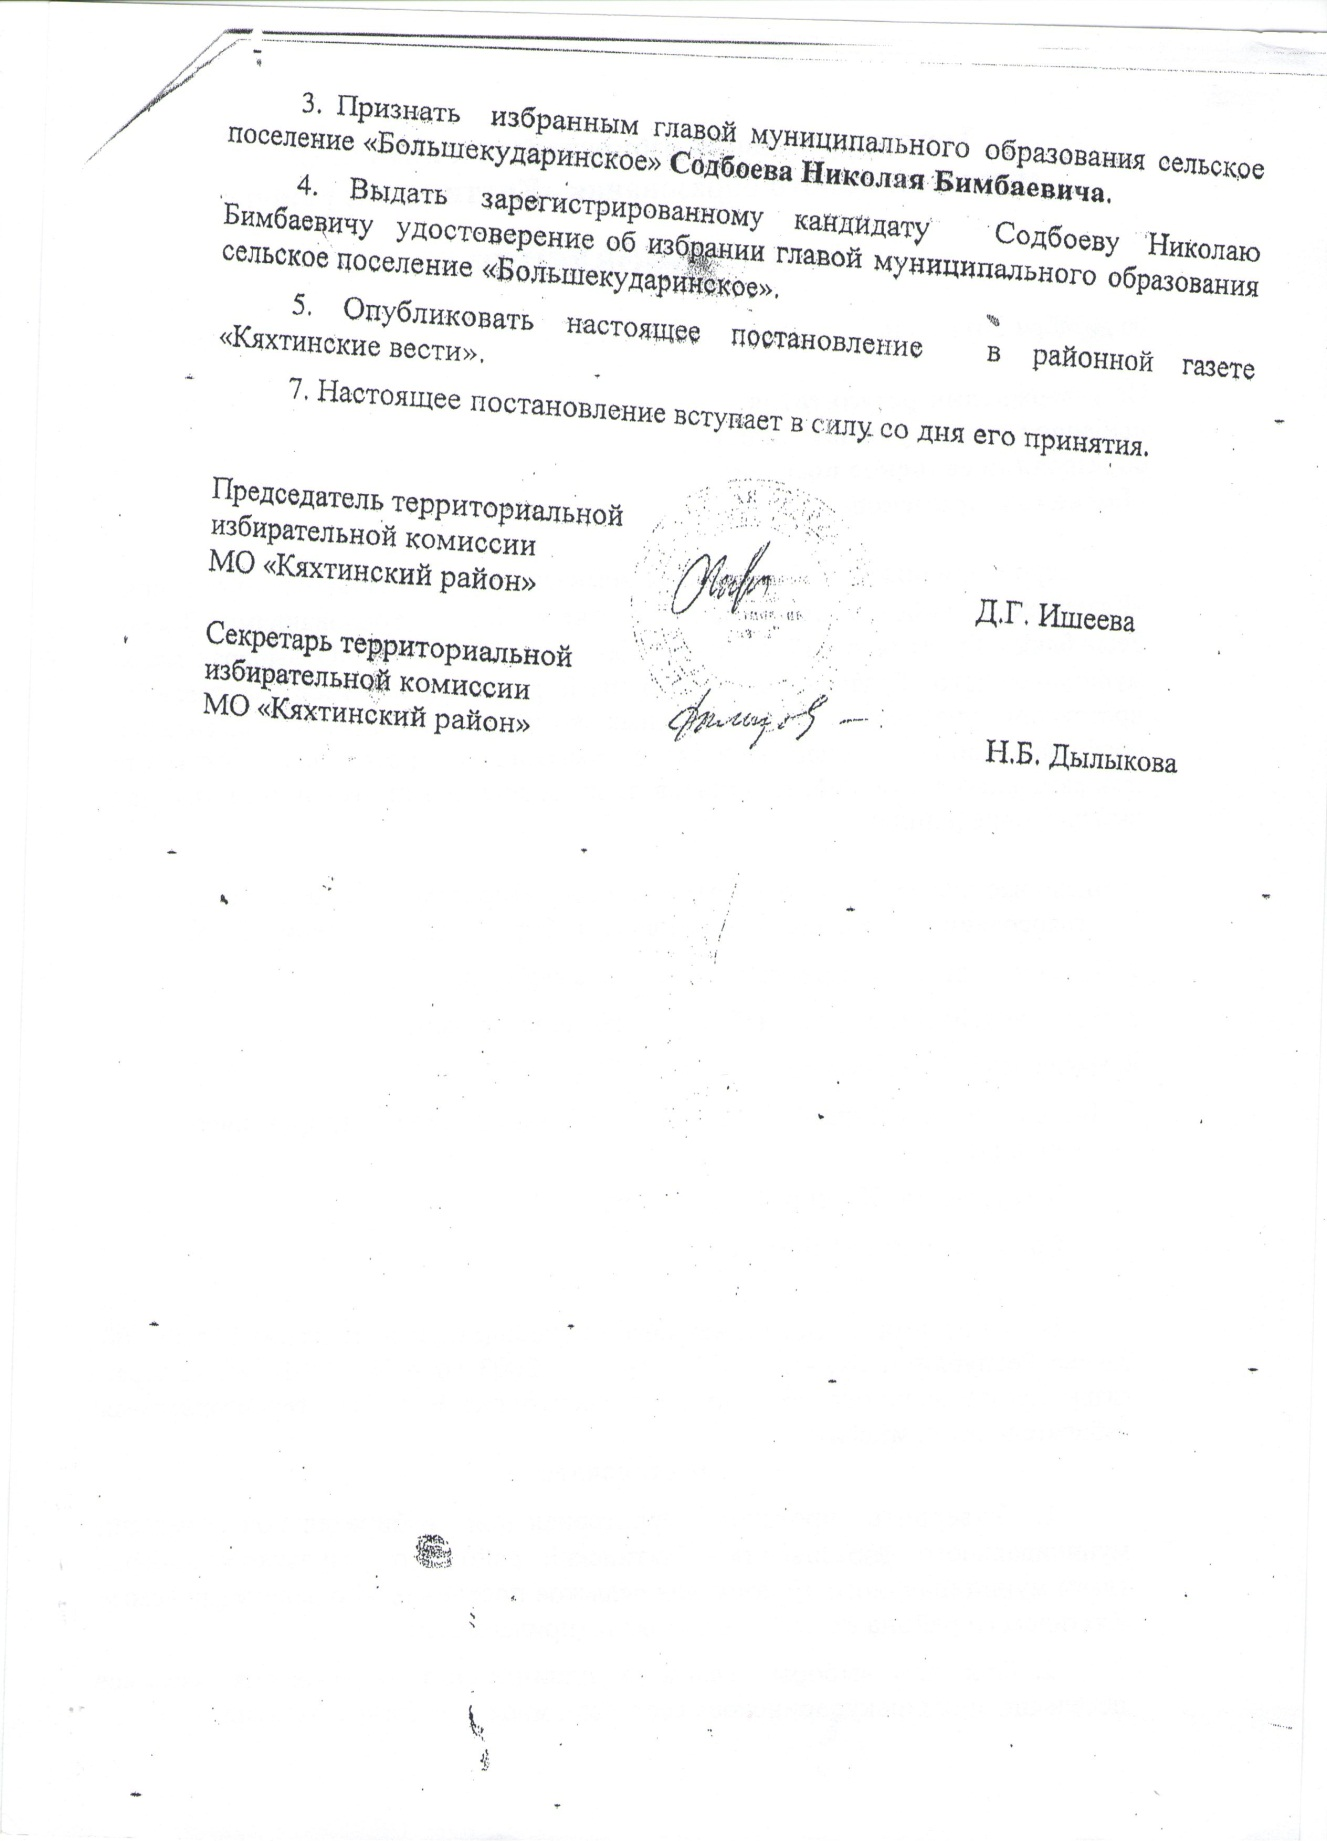 3. Признать избранным главой муниципального образования сельское
поселение «Большекударинское» Содбоева Николая Бимбаевича.
4. Выдать зарегистрированному кандидату Содбоеву Николаю
Бимбаевичу удостоверение об избрании главой муниципального образования
сельское поселение «Большекударинское».
5. Опубликовать настоящее постановление в районной газете
«Кяхтинские вести».
7. Настоящее постановление вступает в силу со дня его принятия.
Председатель территориальной
избирательной комиссии
МО «Кяхтинский район»
Д.Г. Ишеева
Секретарь территориальной
избирательной комиссии
МО «Кяхтинский район»
Н.Б. Дылыкова